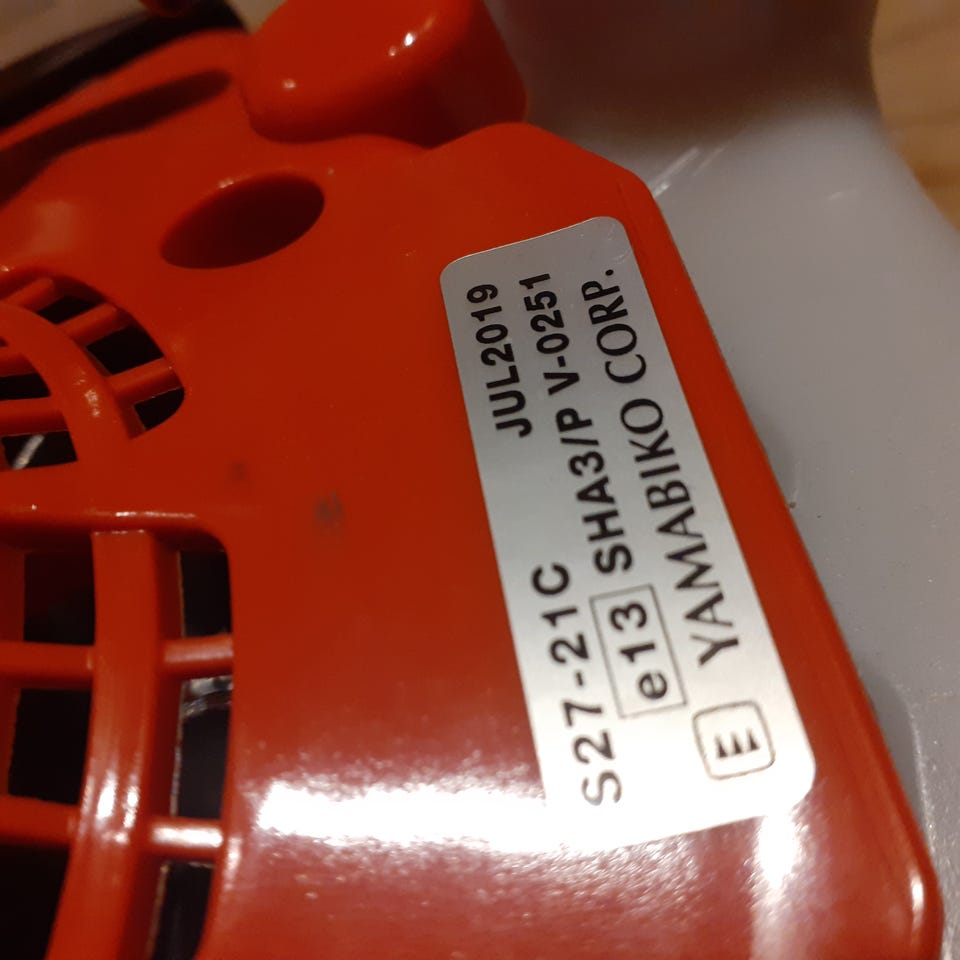 S27-21C JUL2019
e13 SHA3/P V-0251
E YAMABIKO CORP.